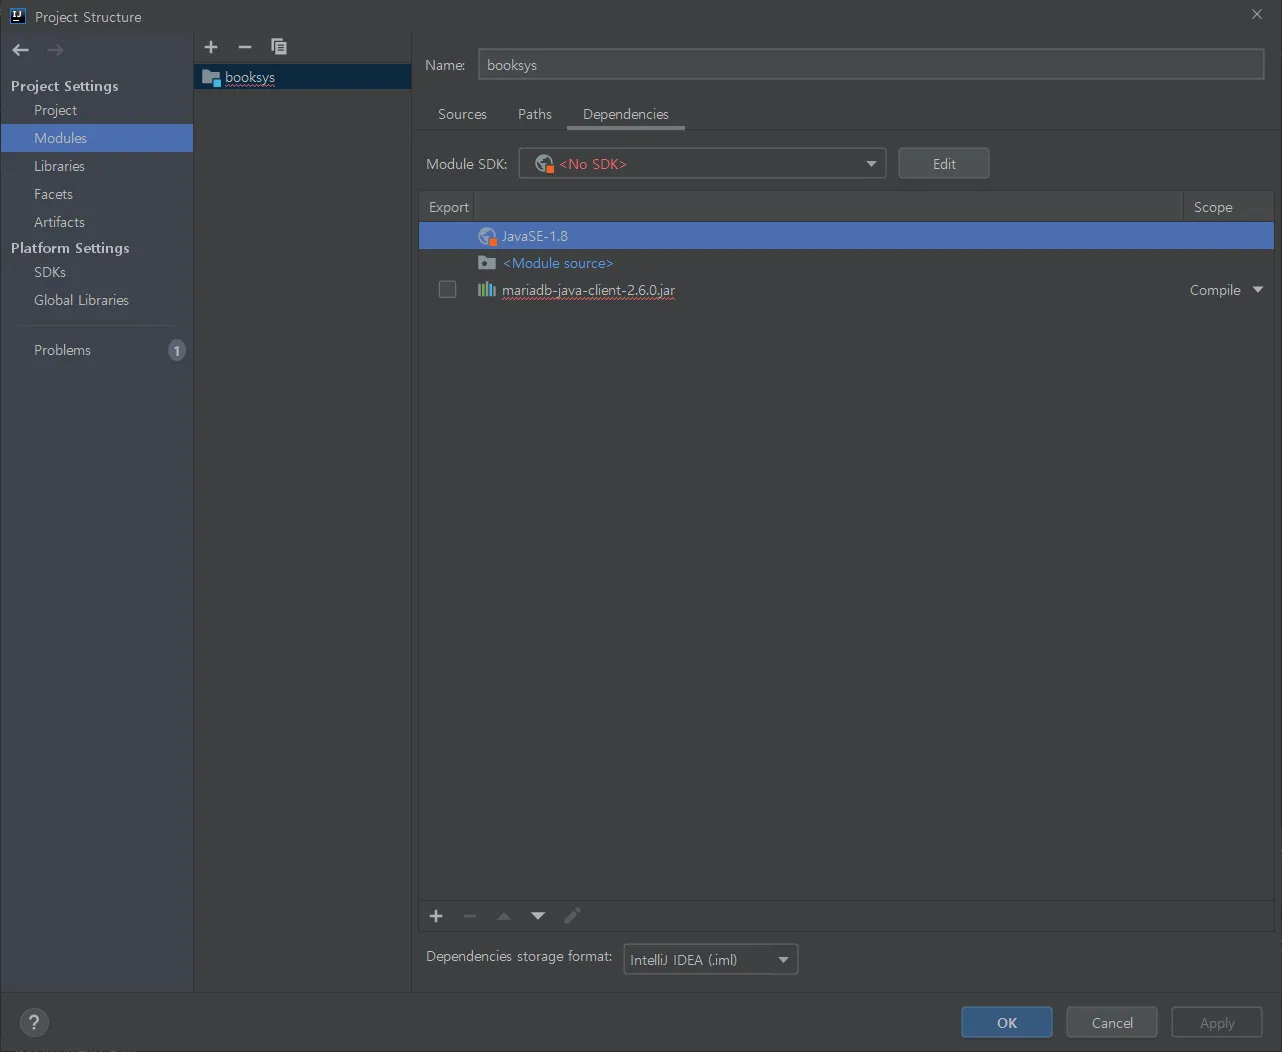 Project Structure
Project Settings
Project
Modules
Libraries
Facets
Artifacts
Platform Settings
SDKs
Global Libraries
Problems
1
booksys
Name:
booksys
Sources
Paths
Dependencies
Module SDK:
<No SDK>
Edit
Export
Scope
JavaSE-1.8
<Module source>
mariadb-java-client-2.6.0.jar
Compile
Dependencies storage format:
IntelliJ IDEA (.iml)
?
OK
Cancel
Apply